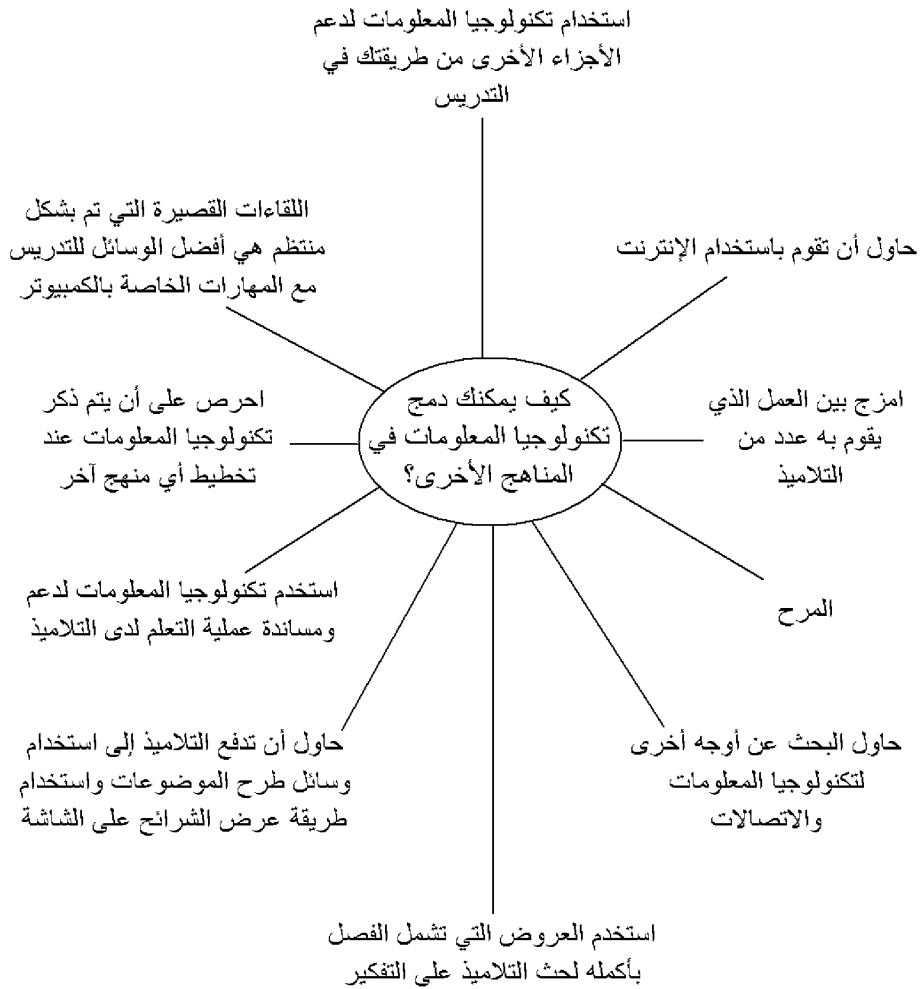 استخدام تكنولوجيا المعلومات لدعم
الأجزاء الأخرى من طريقتك في
التدريس
حاول أن تقوم باستخدام الإنترنت
امزج بين العمل الذي
يقوم به عدد من
التلاميذ
المرح
حاول البحث عن أوجه أخرى
لتكنولوجيا المعلومات
والاتصالات
استخدم العروض التي تشمل الفصل
بأكمله لحث التلاميذ على التفكير
حاول أن تدفع التلاميذ إلى استخدام
وسائل طرح الموضوعات واستخدام
طريقة عرض الشرائح على الشاشة
استخدم تكنولوجيا المعلومات لدعم
ومساندة عملية التعلم لدى التلاميذ
احرص على أن يتم ذكر
تكنولوجيا المعلومات عند
تخطيط أي منهج آخر
اللقاءات القصيرة التي تم بشكل
منتظم هي أفضل الوسائل للتدريس
مع المهارات الخاصة بالكمبيوتر
كيف يمكنك دمج
تكنولوجيا المعلومات في
المناهج الأخرى؟